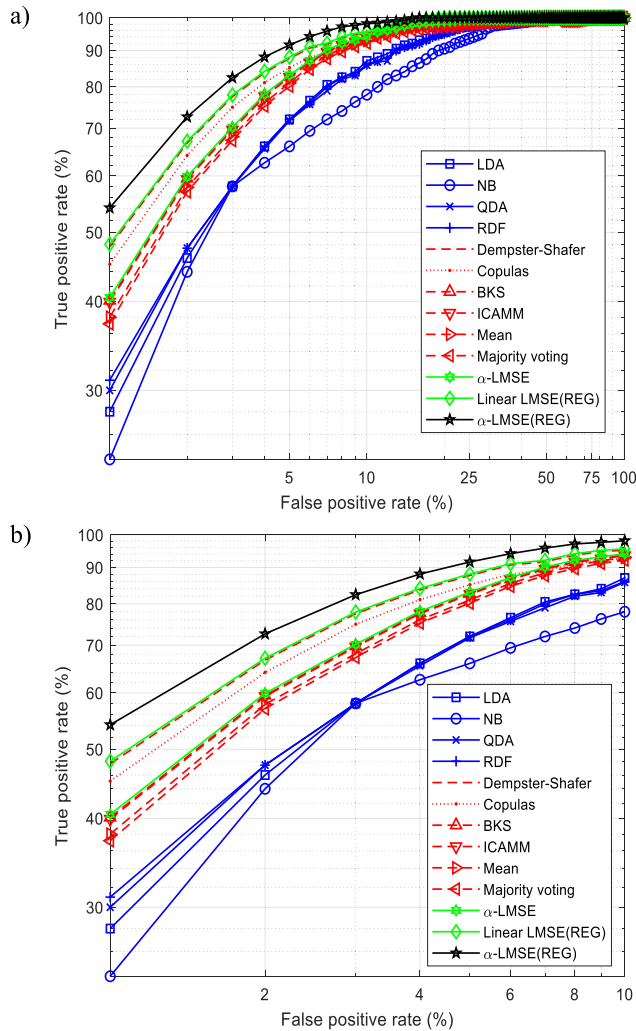 a)
True positive rate (%)
100
90
80
70
60
50
40
30
5
10
25
50
75
100
False positive rate (%)
LDA
NB
QDA
RDF
Dempster-Shafer
Copulas
BKS
ICAMM
Mean
Majority voting
α-LMSE
Linear LMSE(REG)
α-LMSE(REG)
b)
True positive rate (%)
100
90
80
70
60
50
40
30
2
4
6
8
10
False positive rate (%)
LDA
NB
QDA
RDF
Dempster-Shafer
Copulas
BKS
ICAMM
Mean
Majority voting
α-LMSE
Linear LMSE(REG)
α-LMSE(REG)